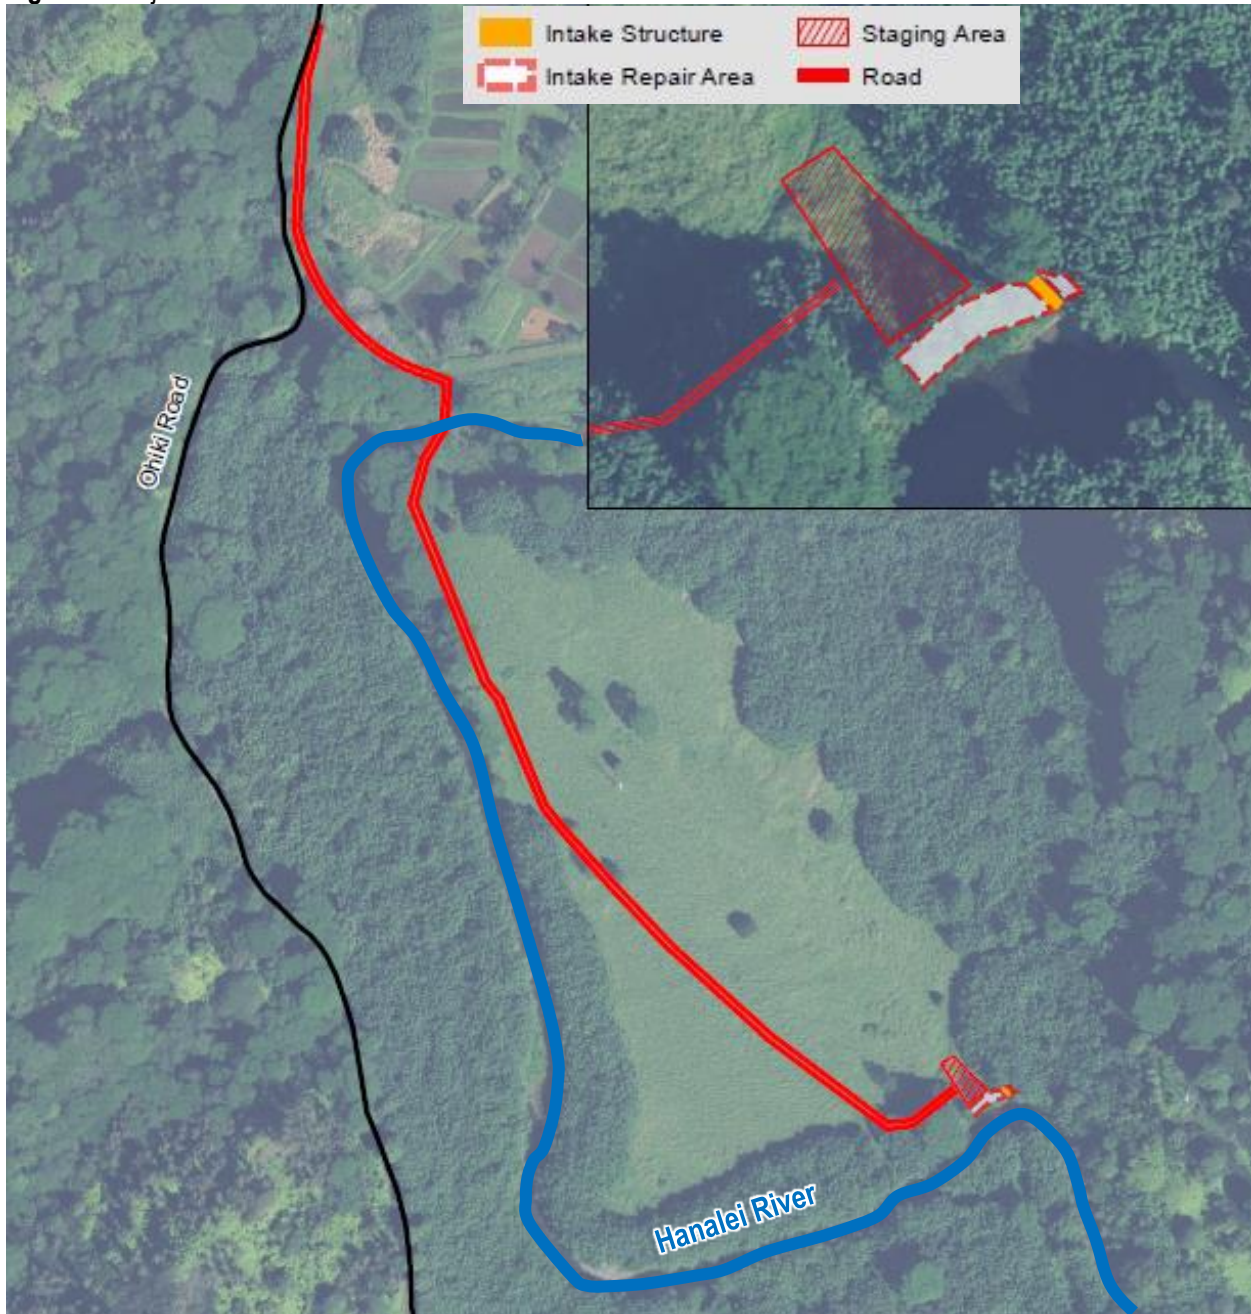 Intake Structure
Staging Area
Intake Repair Area
Road
Ohiki Road
Hanalei River